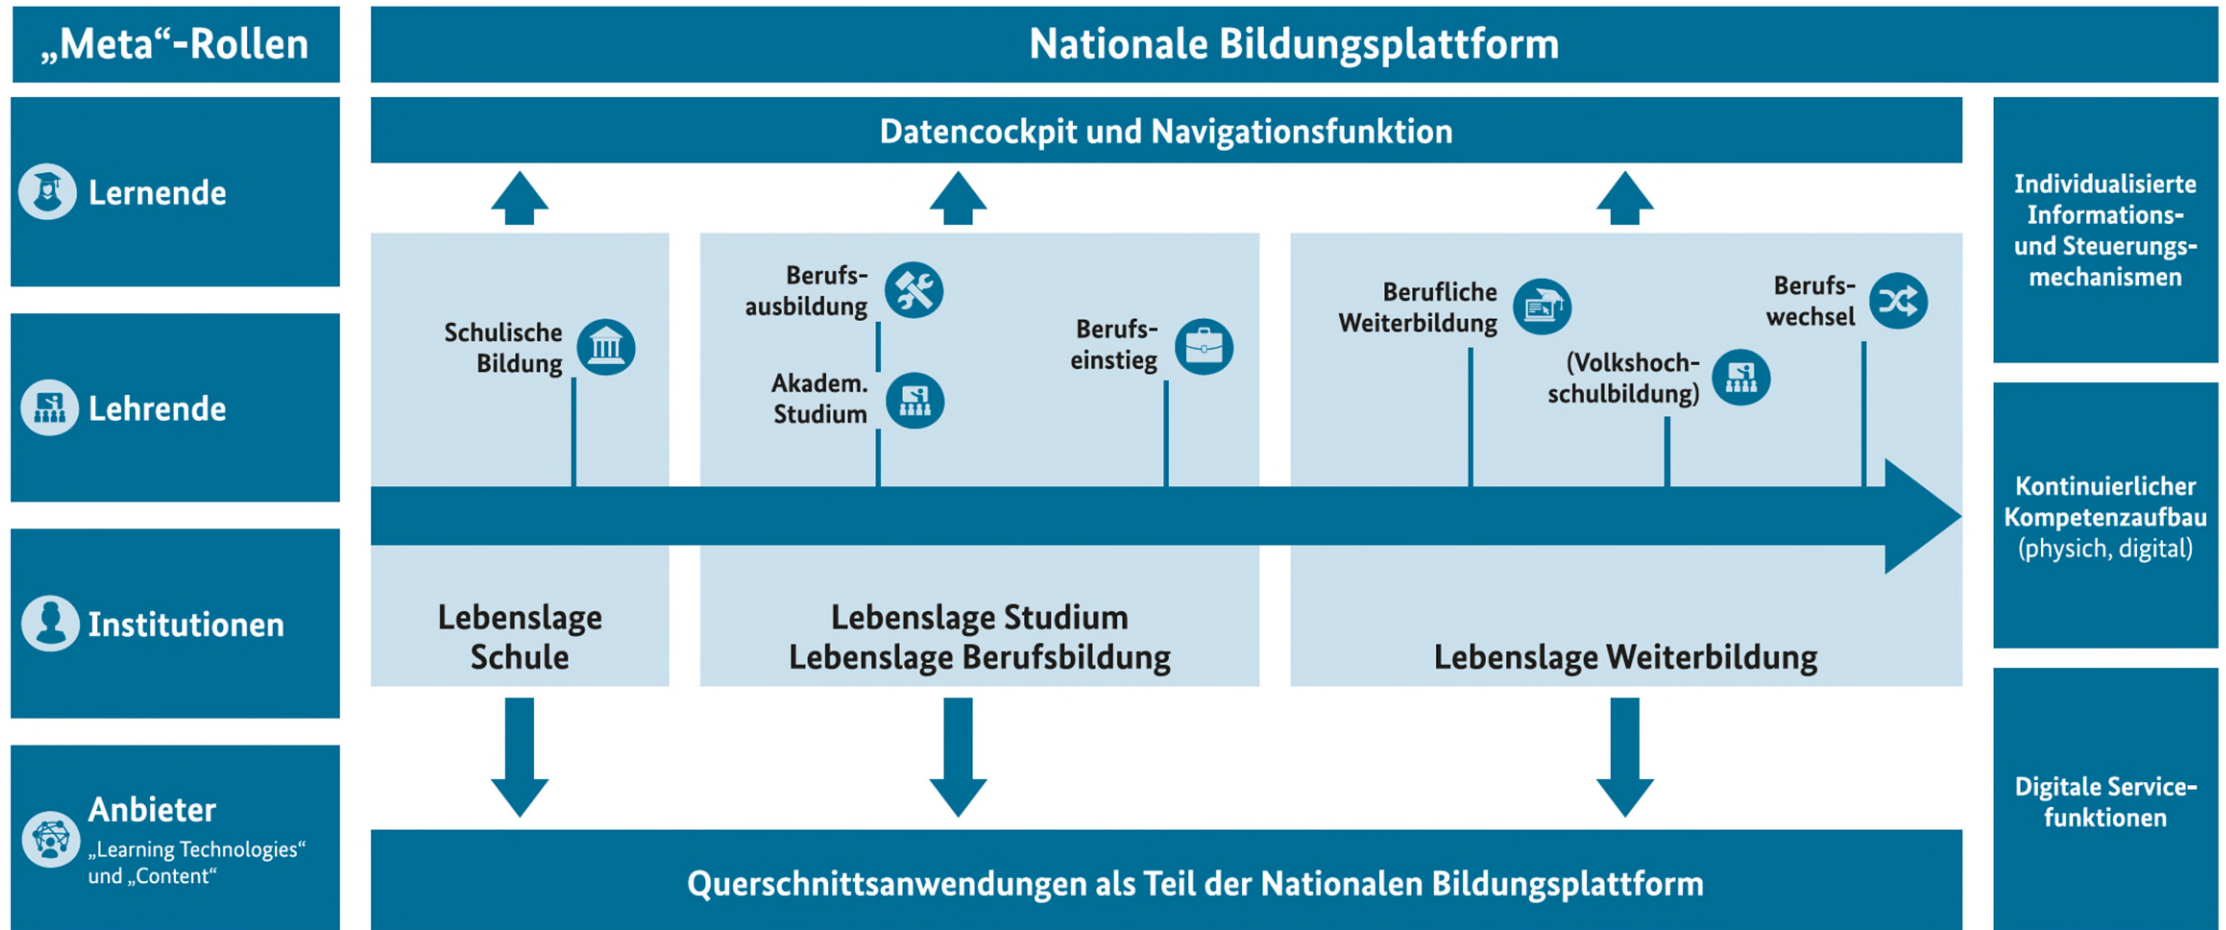 „Meta“-Rollen
Nationale Bildungsplattform
Lernende
Lehrende
Institutionen
Anbieter
„Learning Technologies“
und „Content“
Datencockpit und Navigationsfunktion
Schulische
Bildung
Berufs-
ausbildung
Akadem.
Studium
Berufs-
einstieg
Berufliche
Weiterbildung
(Volkshoch-
schulbildung)
Berufs-
wechsel
Lebenslage
Schule
Lebenslage Studium
Lebenslage Berufsbildung
Lebenslage Weiterbildung
Querschnittsanwendungen als Teil der Nationalen Bildungsplattform
Individualisierte
Informations-
und Steuerungs-
mechanismen
Kontinuierlicher
Kompetenzaufbau
(physich, digital)
Digitale Service-
funktionen